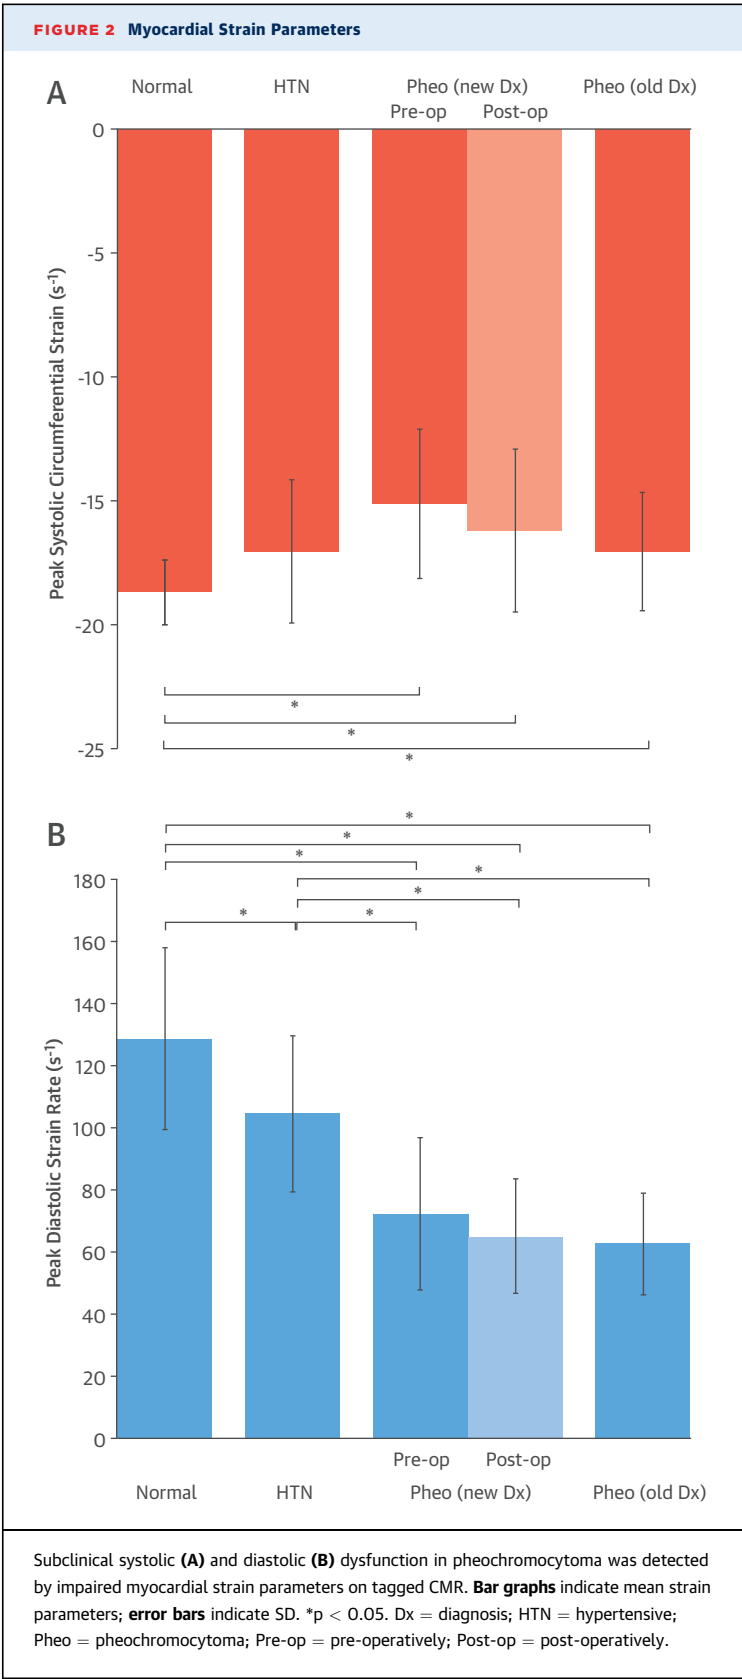 FIGURE 2 Myocardial Strain Parameters
A
Normal HTN Pheo (new Dx) Pheo (old Dx)
Pre-op Post-op
0
-5
-10
-15
-20
-25
Peak Systolic Circumferential Strain (s-1)
*
*
*
B
*
*
*
*
*
*
*
180
160
140
120
100
80
60
40
20
0
Peak Diastolic Strain Rate (s-1)
Pre-op Post-op
Normal HTN Pheo (new Dx) Pheo (old Dx)
Subclinical systolic (A) and diastolic (B) dysfunction in pheochromocytoma was detected
by impaired myocardial strain parameters on tagged CMR. Bar graphs indicate mean strain
parameters; error bars indicate SD. *p < 0.05. Dx = diagnosis; HTN = hypertensive;
Pheo = pheochromocytoma; Pre-op = pre-operatively; Post-op = post-operatively.